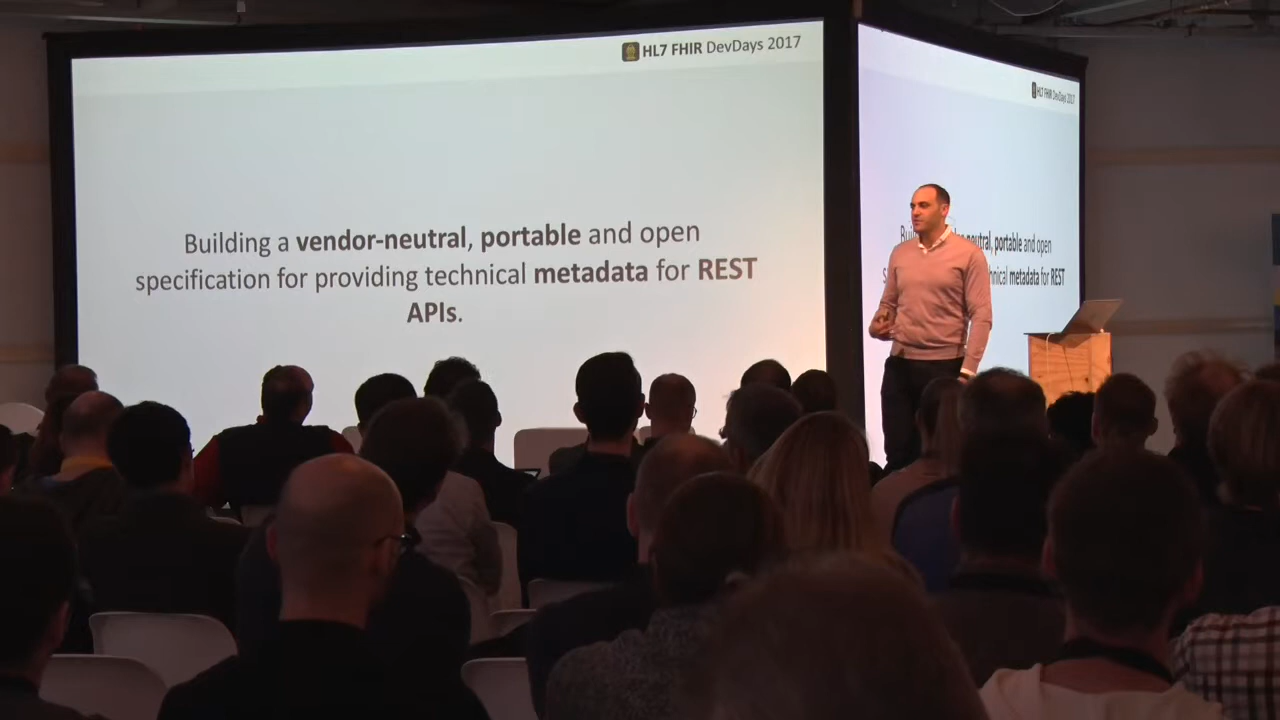 HL7 FHIR DevDays 2017
Building a vendor-neutral, portable and open
specification for providing technical metadata for REST
APIs.
HL7 FHIR DevDays 2017
neutral, portable and open
metadata for REST